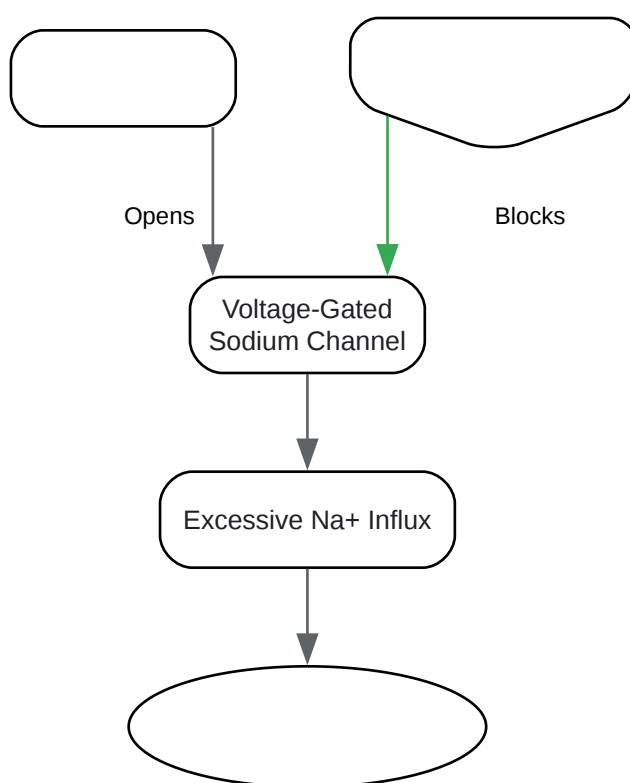 Opens
Blocks
Voltage-Gated
Sodium Channel
Excessive Na+ Influx